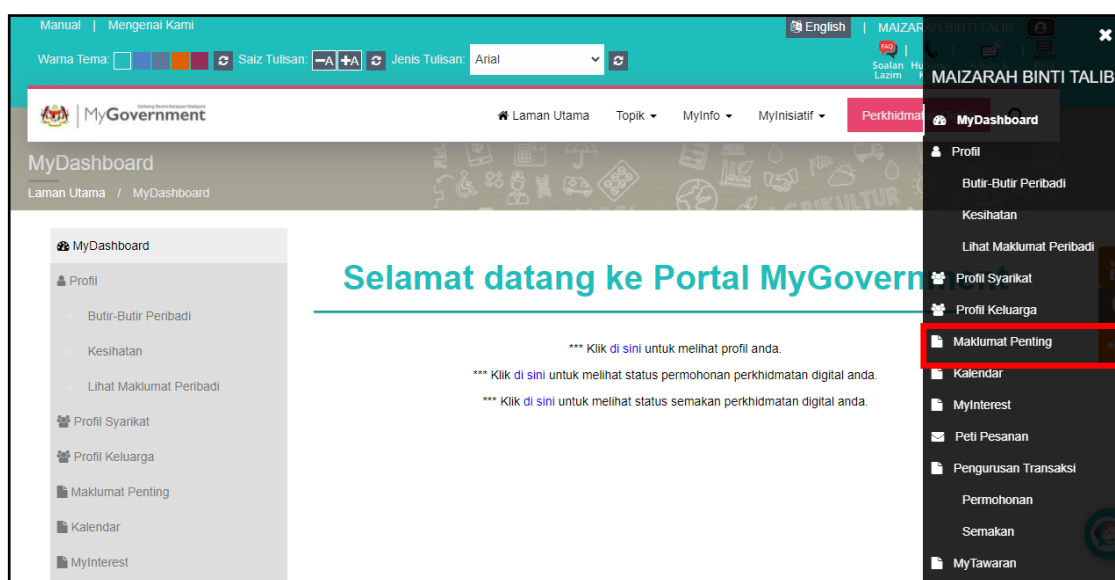 Manual | Mengenai Kami
English | MAIZARAH BINTI TALIB
Warna Tema: Saiz Tulisan: -A +A Jenis Tulisan: Arial
FAQ
Soalan Lazim
MyGovernment
Laman Utama Topik MyInfo MyInisiatif
MyDashboard
Laman Utama / MyDashboard
MyDashboard
Profil
Butir-Butir Peribadi
Kesihatan
Lihat Maklumat Peribadi
Profil Syarikat
Profil Keluarga
Maklumat Penting
Kalendar
MyInterest
Selamat datang ke Portal MyGovernment
*** Klik di sini untuk melihat profil anda.
*** Klik di sini untuk melihat status permohonan perkhidmatan digital anda.
*** Klik di sini untuk melihat status semakan perkhidmatan digital anda.
MAIZARAH BINTI TALIB
MyDashboard
Profil
Butir-Butir Peribadi
Kesihatan
Lihat Maklumat Peribadi
Profil Syarikat
Profil Keluarga
Maklumat Penting
Kalendar
MyInterest
Peti Pesanan
Pengurusan Transaksi
Permohonan
Semakan
MyTawaran